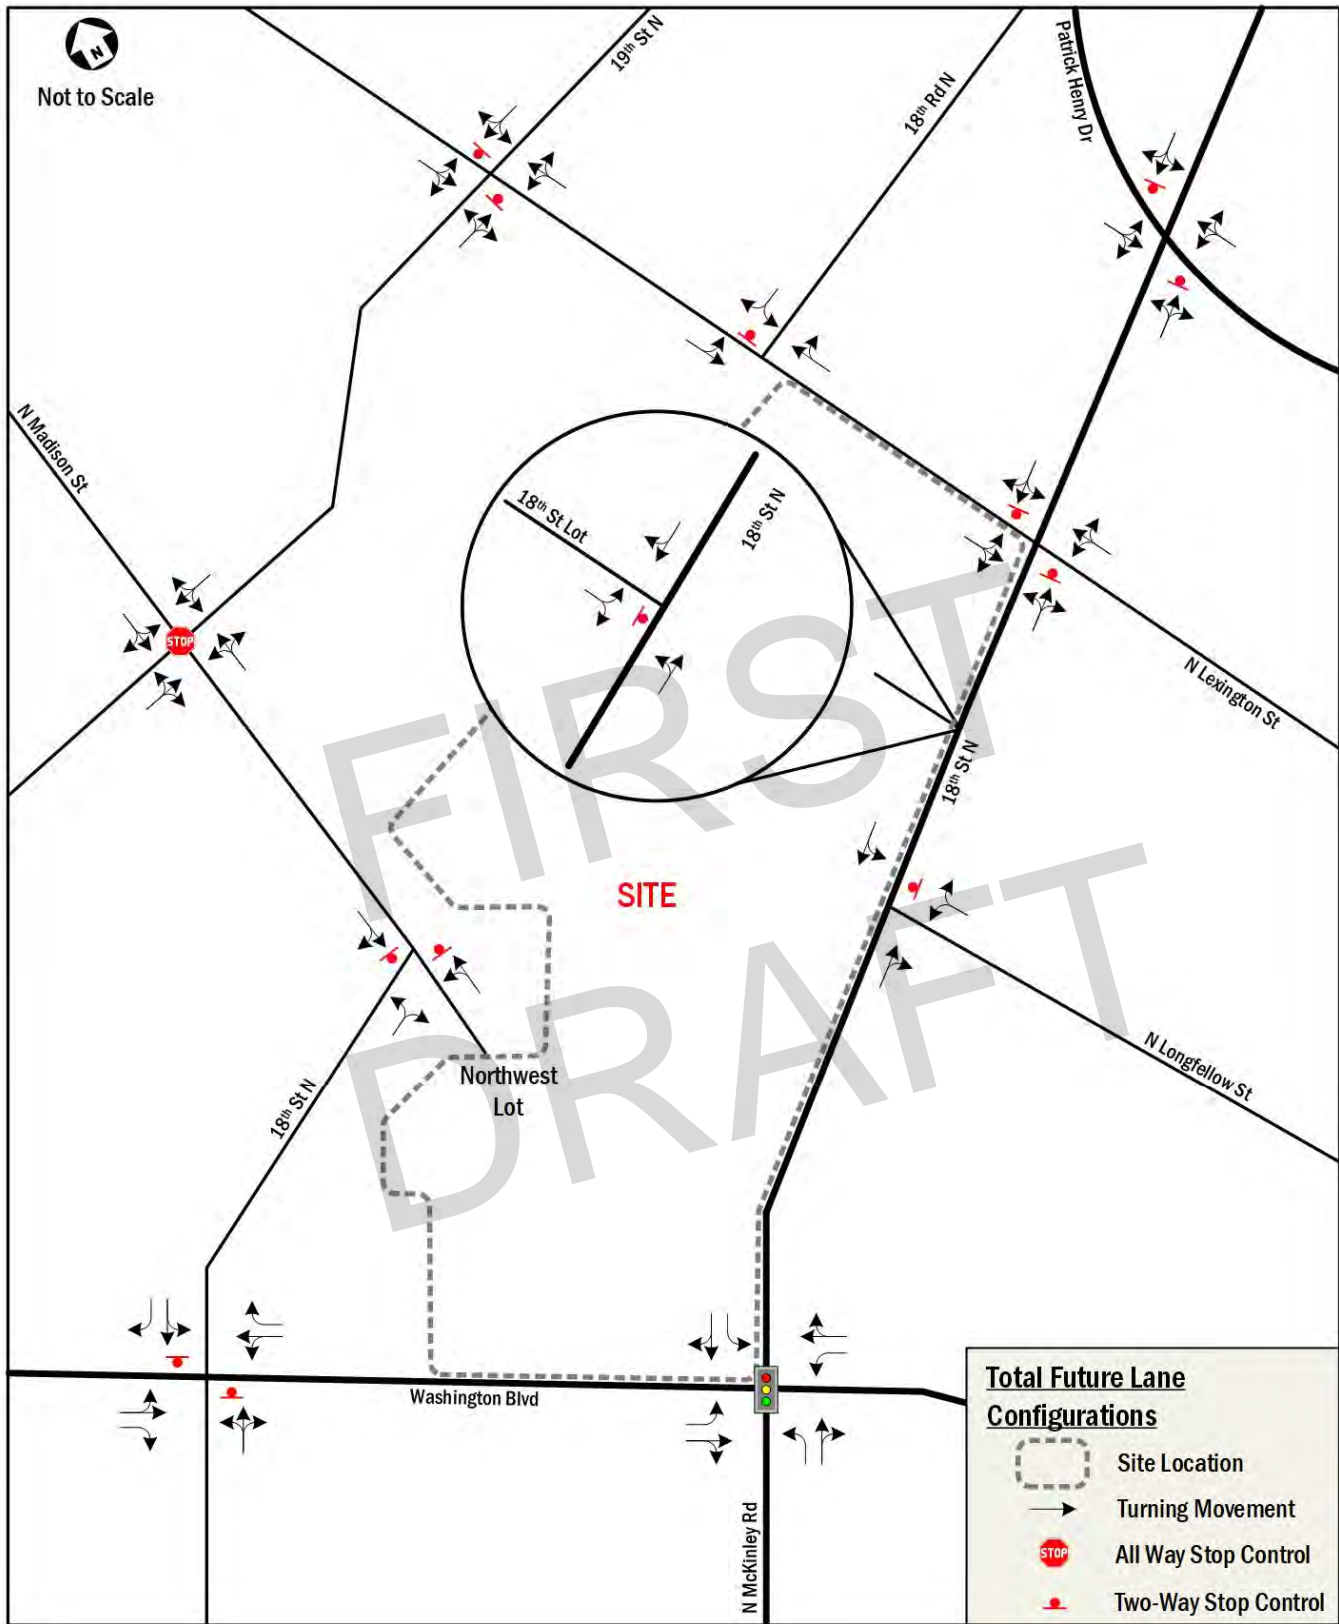 N
Not to Scale
19th St N
18th Rd N
Patrick Henry Dr
N Madison St
18th St Lot
18th St N
STOP
N Lexington St
18th St N
FIRST
SITE
DRAFT
N Longfellow St
Northwest
Lot
18th St N
Washington Blvd
N McKinley Rd
Total Future Lane
Configurations
Site Location
Turning Movement
STOP
All Way Stop Control
Two-Way Stop Control